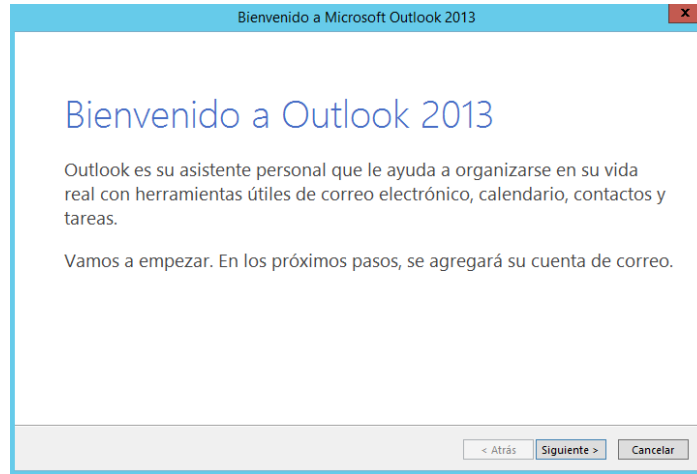 Bienvenido a Microsoft Outlook 2013
x
Bienvenido a Outlook 2013
Outlook es su asistente personal que le ayuda a organizarse en su vida
real con herramientas útiles de correo electrónico, calendario, contactos y
tareas.
Vamos a empezar. En los próximos pasos, se agregará su cuenta de correo.
< Atrás Siguiente > Cancelar